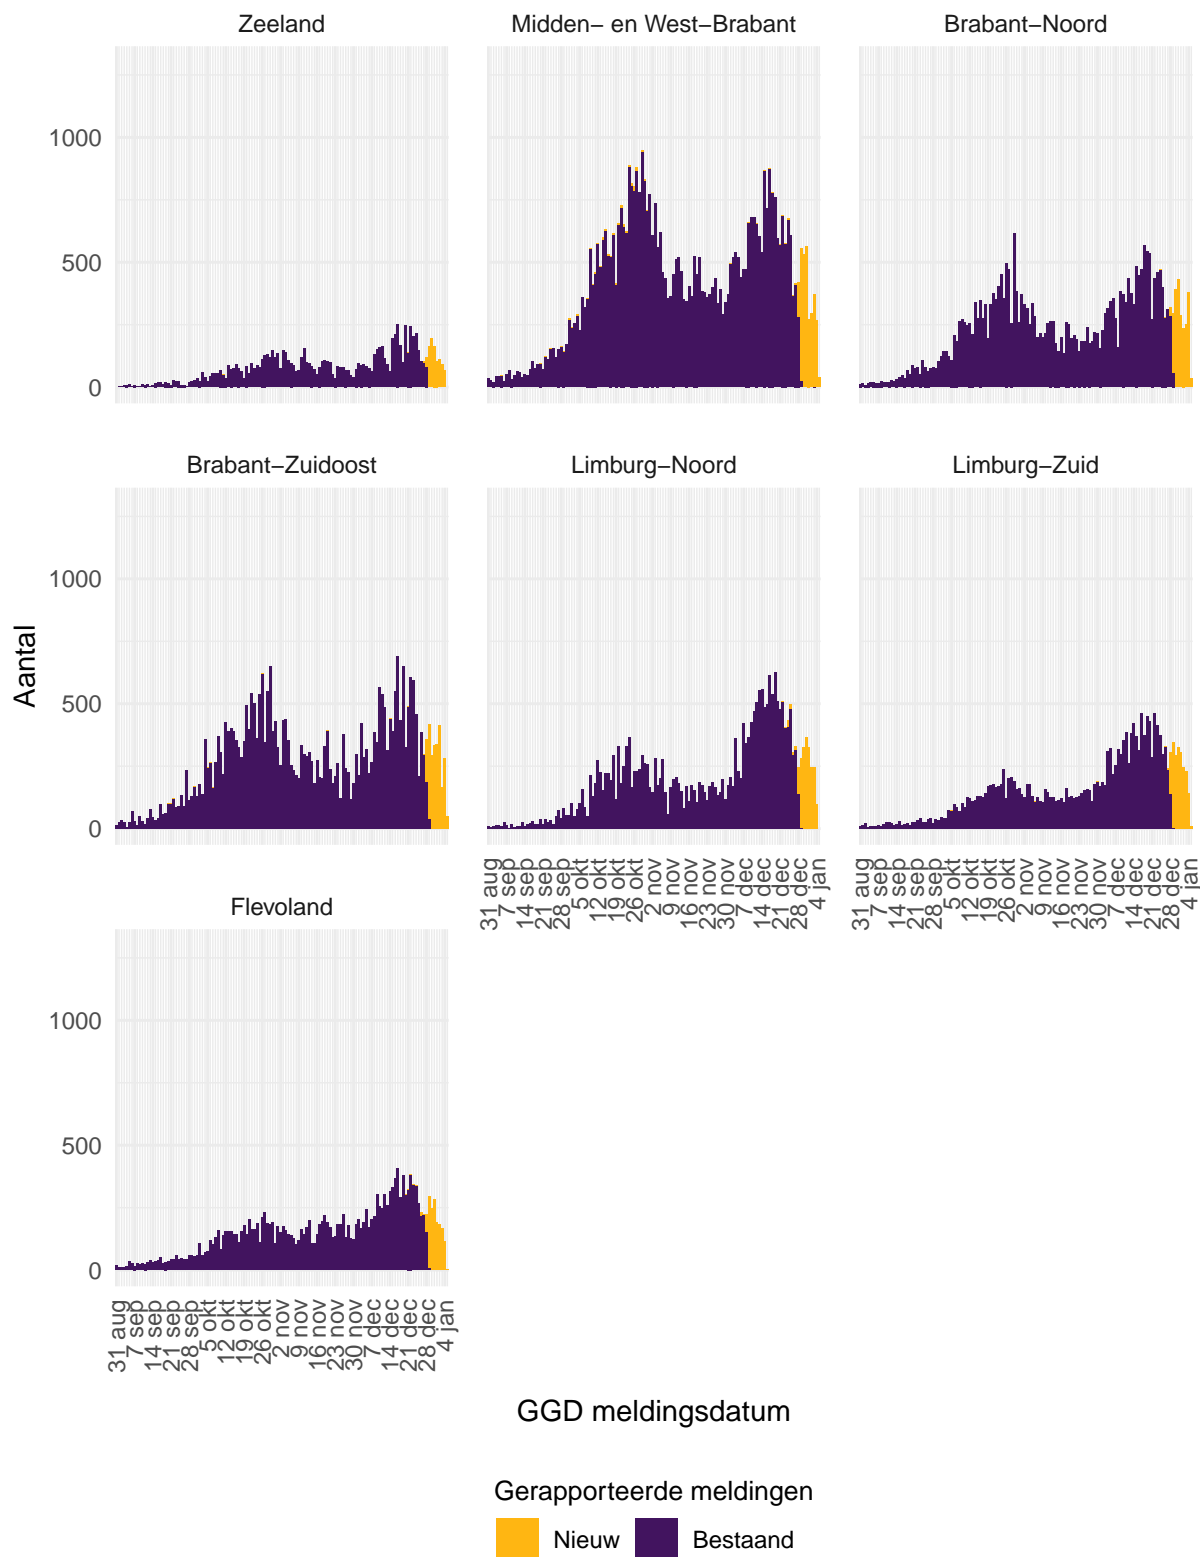 Zeeland
Midden− en West−Brabant
Brabant−Noord
1000
500
0
Brabant−Zuidoost
Limburg−Noord
Limburg−Zuid
Aantal
1000
500
0
31 aug
7 sep
14 sep
21 sep
28 sep
5 okt
12 okt
19 okt
26 okt
2 nov
9 nov
16 nov
23 nov
30 nov
7 dec
14 dec
21 dec
28 dec
4 jan
31 aug
7 sep
14 sep
21 sep
28 sep
5 okt
12 okt
19 okt
26 okt
2 nov
9 nov
16 nov
23 nov
30 nov
7 dec
14 dec
21 dec
28 dec
4 jan
Flevoland
1000
500
0
31 aug
7 sep
14 sep
21 sep
28 sep
5 okt
12 okt
19 okt
26 okt
2 nov
9 nov
16 nov
23 nov
30 nov
7 dec
14 dec
21 dec
28 dec
4 jan
GGD meldingsdatum
Gerapporteerde meldingen
Nieuw
Bestaand